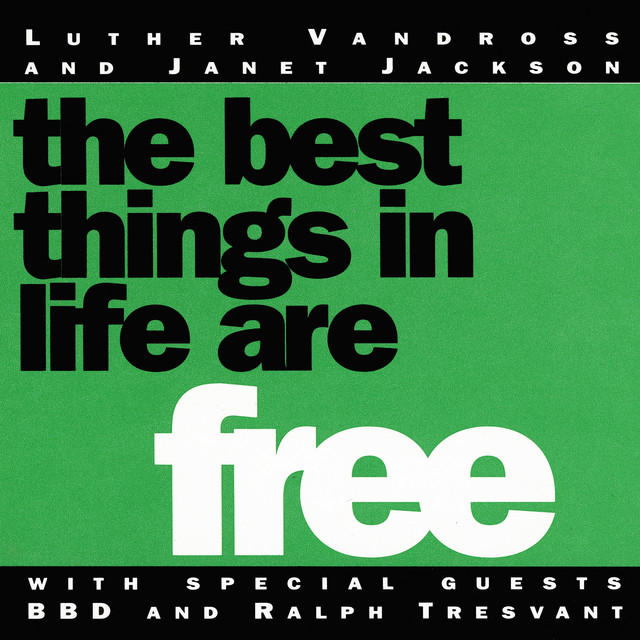 LUTHER VANDROSS
AND JANET JACKSON
the best
things in
life are
free
WITH SPECIAL GUESTS
BBD AND RALPH TRESVANT